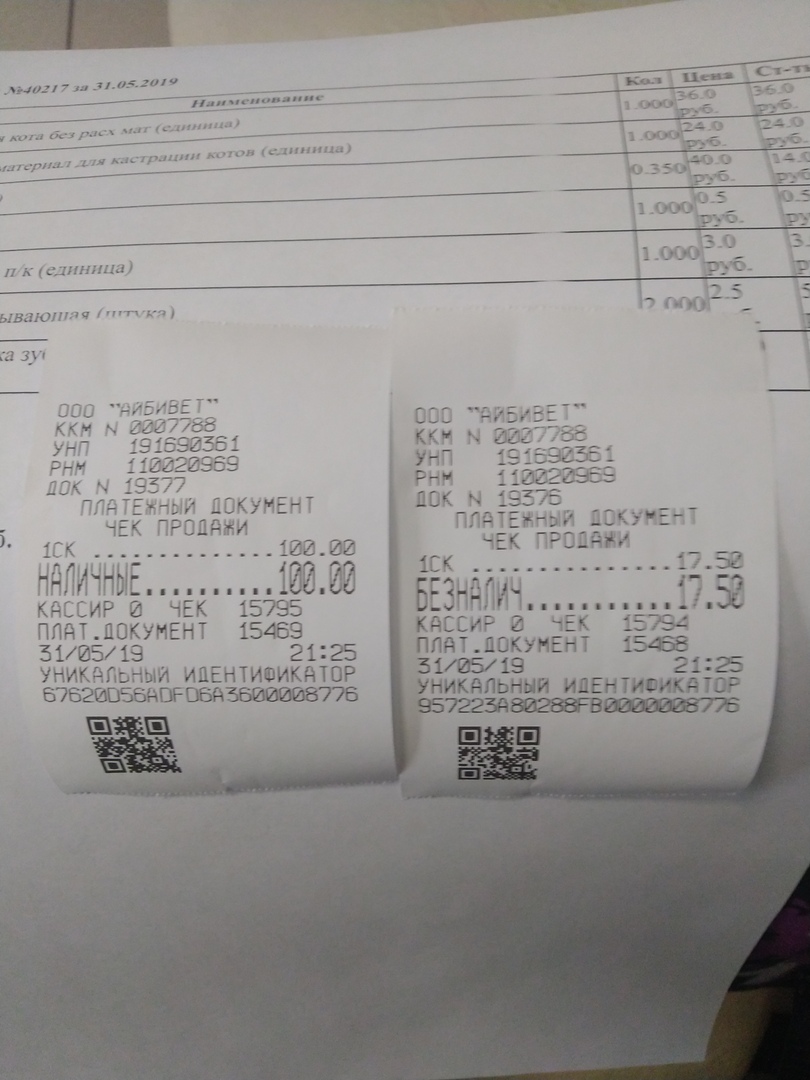 №40217 за 31.05.2019
Наименование Кол Цена
кота без расх мат (единица) 1.000 36.0 руб. 36.0 руб.
материал для кастрации котов (единица) 1.000 24.0 руб. 24.0 руб.
) 0.350 40.0 руб. 14.0
1.000 0.5 руб. 0.5
п/к (единица) 1.000 3.0 руб. 3.
ывающая (штука) 2.000 2.5
ООО "АЙБИВЕТ"
ККМ N 0007788
УНП 191690361
РНМ 110020969
ДОК N 19377
ПЛАТЕЖНЫЙ ДОКУМЕНТ
ЧЕК ПРОДАЖИ
1СК ...............100.00
НАЛИЧНЫЕ..........100.00
КАССИР 0 ЧЕК 15795
ПЛАТ.ДОКУМЕНТ 15469
31/05/19 21:25
УНИКАЛЬНЫЙ ИДЕНТИФИКАТОР
67620D56ADFD6A3600008776
ООО "АЙБИВЕТ"
ККМ N 0007788
УНП 191690361
РНМ 110020969
ДОК N 19376
ПЛАТЕЖНЫЙ ДОКУМЕНТ
ЧЕК ПРОДАЖИ
1СК ................17.50
БЕЗНАЛИЧ...........17.50
КАССИР 0 ЧЕК 15794
ПЛАТ.ДОКУМЕНТ 15468
31/05/19 21:25
УНИКАЛЬНЫЙ ИДЕНТИФИКАТОР
957223A80288FB0000008776